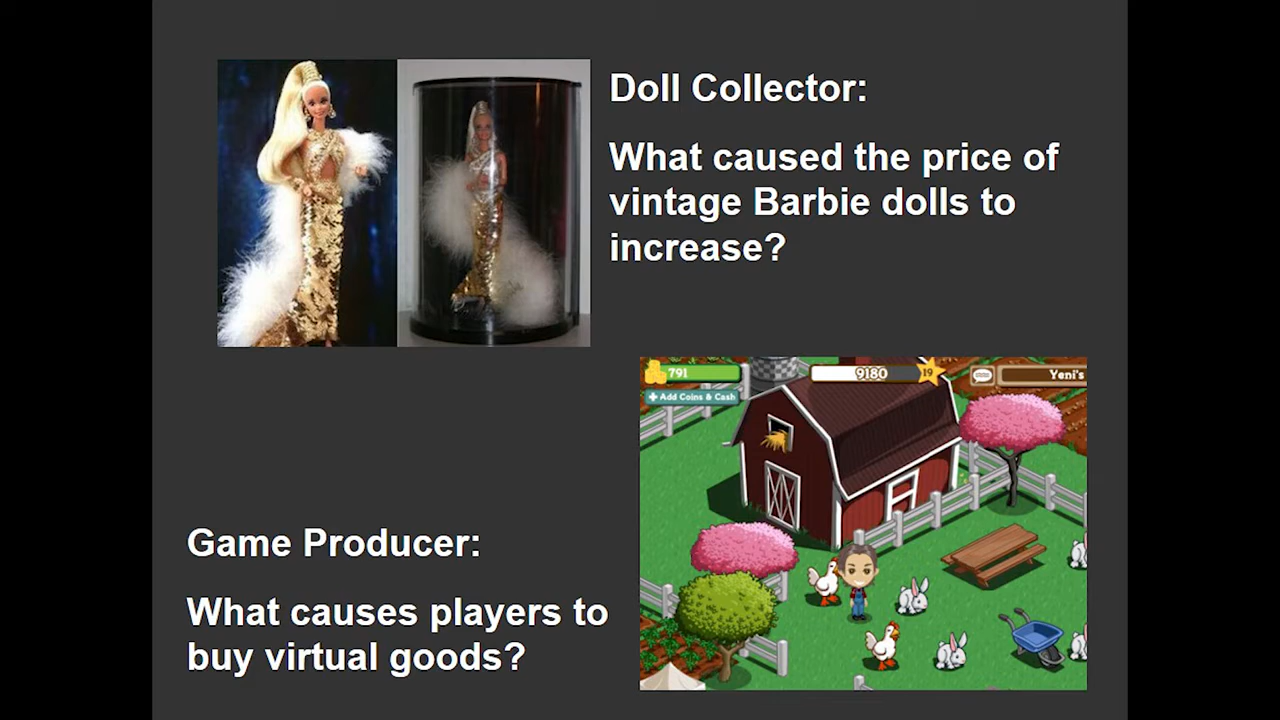 Doll Collector:
What caused the price of
vintage Barbie dolls to
increase?
791
9180
19
Yeni's
+ Add Coins & Cash
Game Producer:
What causes players to
buy virtual goods?